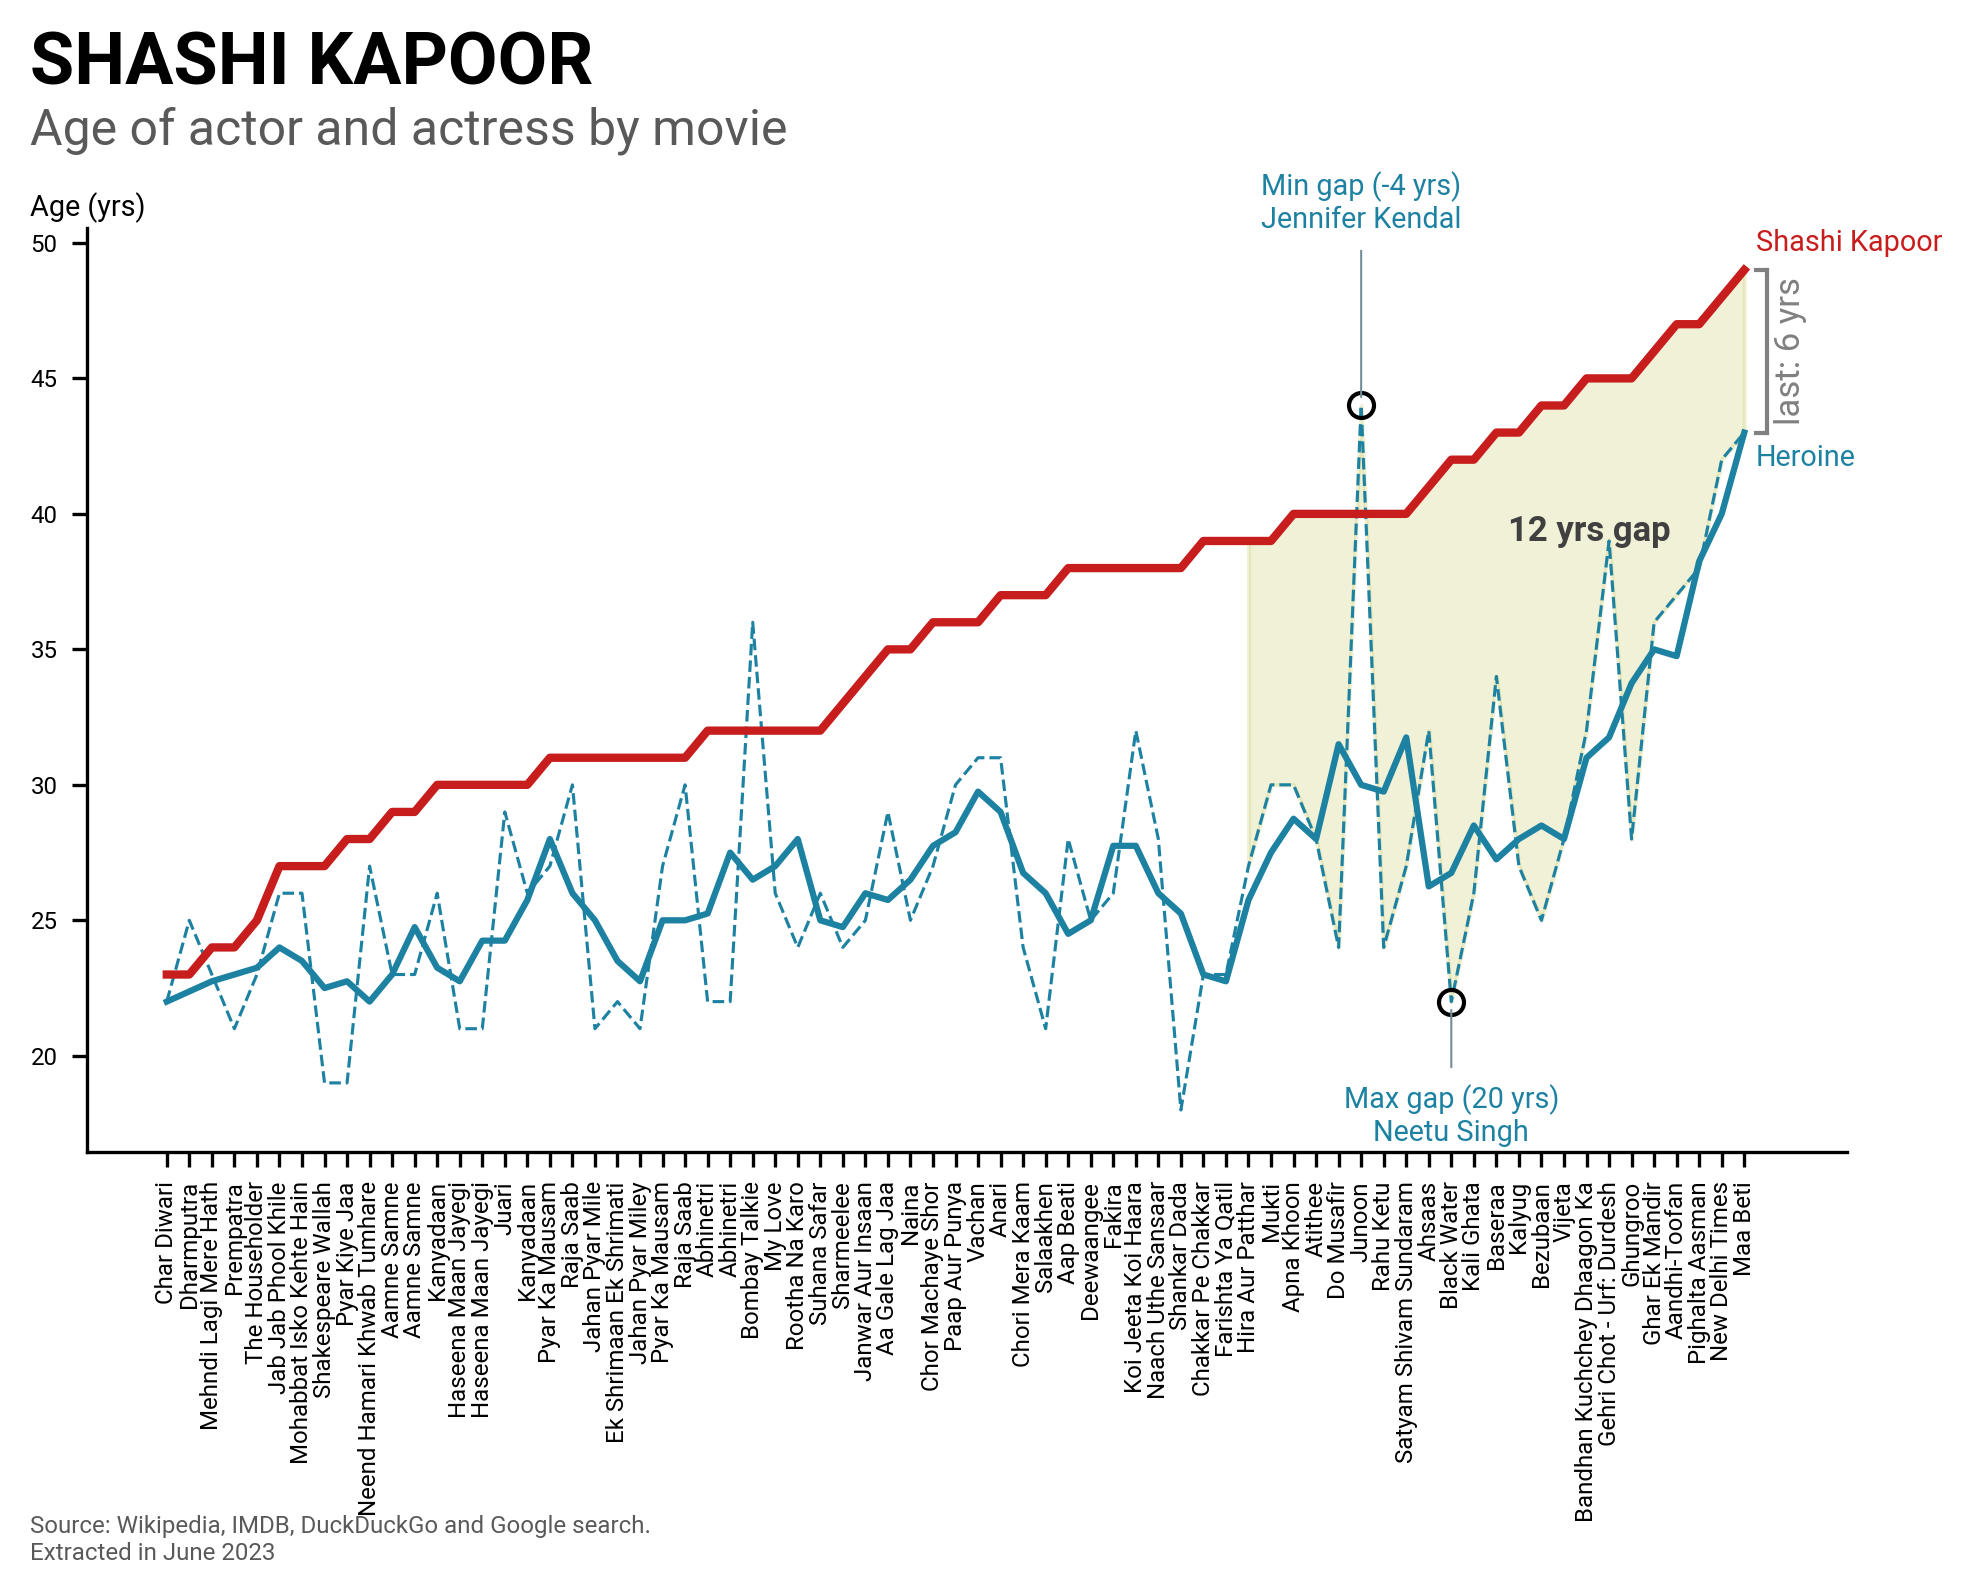 SHASHI KAPOOR
Age of actor and actress by movie
Min gap (-4 yrs)
Jennifer Kendal
Age (yrs)
50
45
40
35
30
25
20
Shashi Kapoor
last: 6 yrs
Heroine
12 yrs gap
Max gap (20 yrs)
Neetu Singh
Char Diwari
Dharmputra
Mehndi Lagi Mere Hath
Prempatra
The Householder
Jab Jab Phool Khile
Mohabbat Isko Kehte Hain
Shakespeare Wallah
Pyar Kiye Jaa
Neend Hamari Khwab Tumhare
Aamne Samne
Aamne Samne
Kanyadaan
Haseena Maan Jayegi
Haseena Maan Jayegi
Juari
Kanyadaan
Pyar Ka Mausam
Raja Saab
Jahan Pyar Mile
Ek Shrimaan Ek Shrimati
Jahan Pyar Miley
Pyar Ka Mausam
Raja Saab
Abhinetri
Abhinetri
Bombay Talkie
My Love
Rootha Na Karo
Suhana Safar
Sharmeelee
Janwar Aur Insaan
Aa Gale Lag Jaa
Naina
Chor Machaye Shor
Paap Aur Punya
Vachan
Anari
Chori Mera Kaam
Salaakhen
Aap Beati
Deewaangee
Fakira
Koi Jeeta Koi Haara
Naach Uthe Sansaar
Shankar Dada
Chakkar Pe Chakkar
Farishta Ya Qatil
Hira Aur Patthar
Mukti
Apna Khoon
Atithee
Do Musafir
Junoon
Rahu Ketu
Satyam Shivam Sundaram
Ahsaas
Black Water
Kali Ghata
Baseraa
Kalyug
Bezubaan
Vijeta
Bandhan Kuchchey Dhaagon Ka
Gehri Chot - Urf: Durdesh
Ghungroo
Ghar Ek Mandir
Aandhi-Toofan
Pighalta Aasman
New Delhi Times
Maa Beti
Source: Wikipedia, IMDB, DuckDuckGo and Google search.
Extracted in June 2023